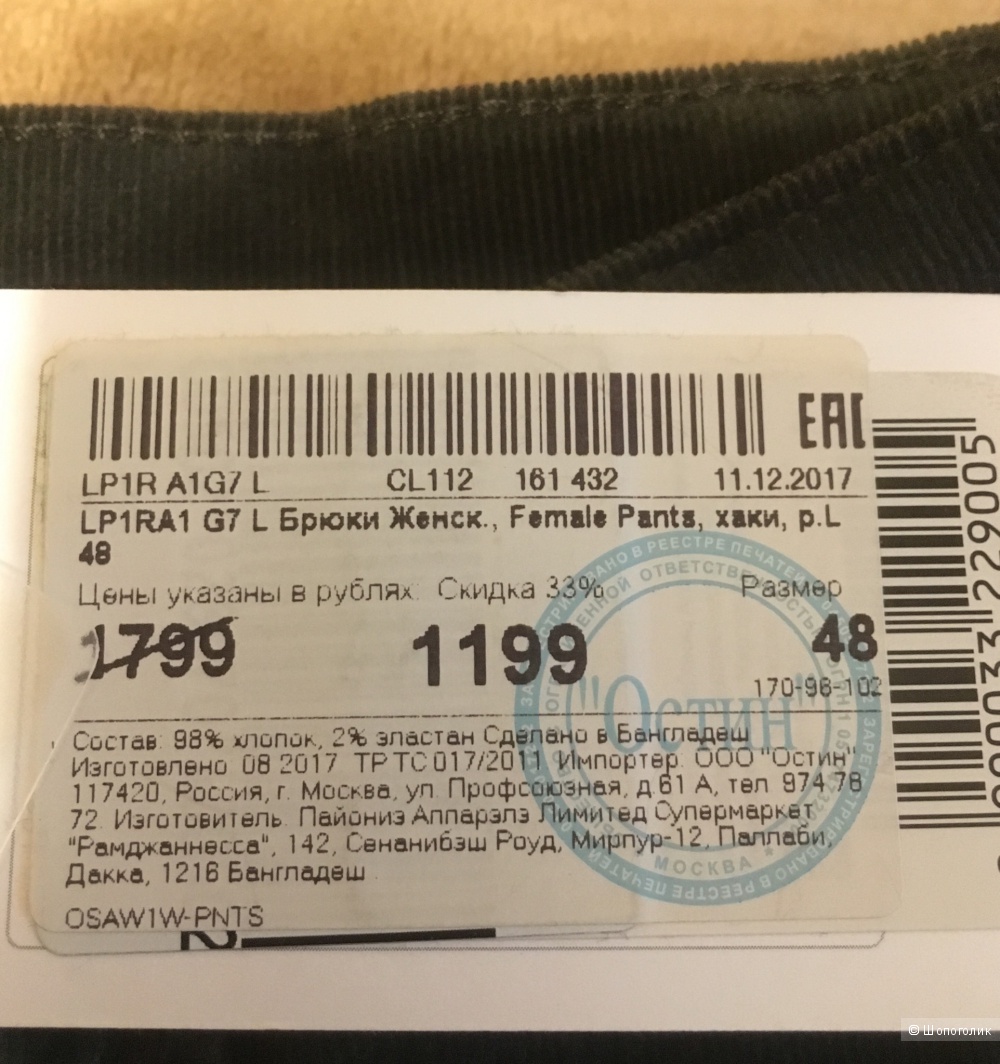 EAC
LP1R A1G7 L CL112 161 432 11.12.2017
LP1RA1 G7 L Брюки Женск., Female Pants, хаки, р.L
48
Цены указаны в рублях. Скидка 33% Размер
1799 1199 48
170-96-102
Состав: 98% хлопок, 2% эластан Сделано в Бангладеш
Изготовлено 08 2017 ТР ТС 017/2011 Импортер: ООО "Остин"
117420, Россия, г. Москва, ул. Профсоюзная, д 61 А, тел 974 78
72. Изготовитель: Пайониэ Аппарэлз Лимитед Супермаркет
"Рамджаннесса", 142, Сенанибэш Роуд, Мирпур-12, Паллаби,
Дакка, 1216 Бангладеш
OSAW1W-PNTS
"Остин"
МОСКВА
В РЕЕСТРЕ ПЕЧАТЕЙ
ОТВЕТСТВЕННОСТЬЮ
000033229005
© Шопоголик